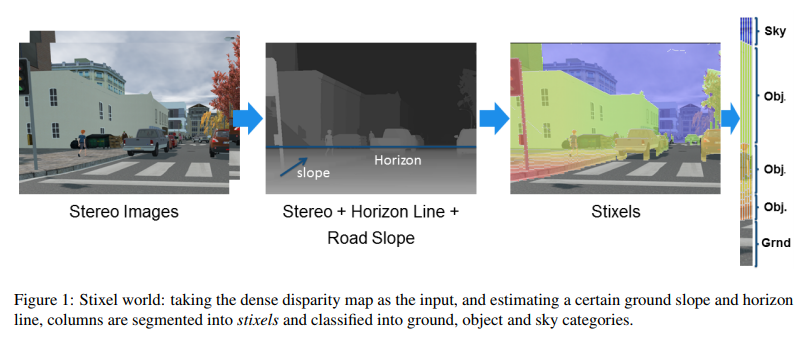 Sky
Obj.
Horizon
slope
Obj.
Stereo Images
Stereo + Horizon Line +
Road Slope
Stixels
Obj.
Grnd
Figure 1: Stixel world: taking the dense disparity map as the input, and estimating a certain ground slope and horizon
line, columns are segmented into stixels and classified into ground, object and sky categories.